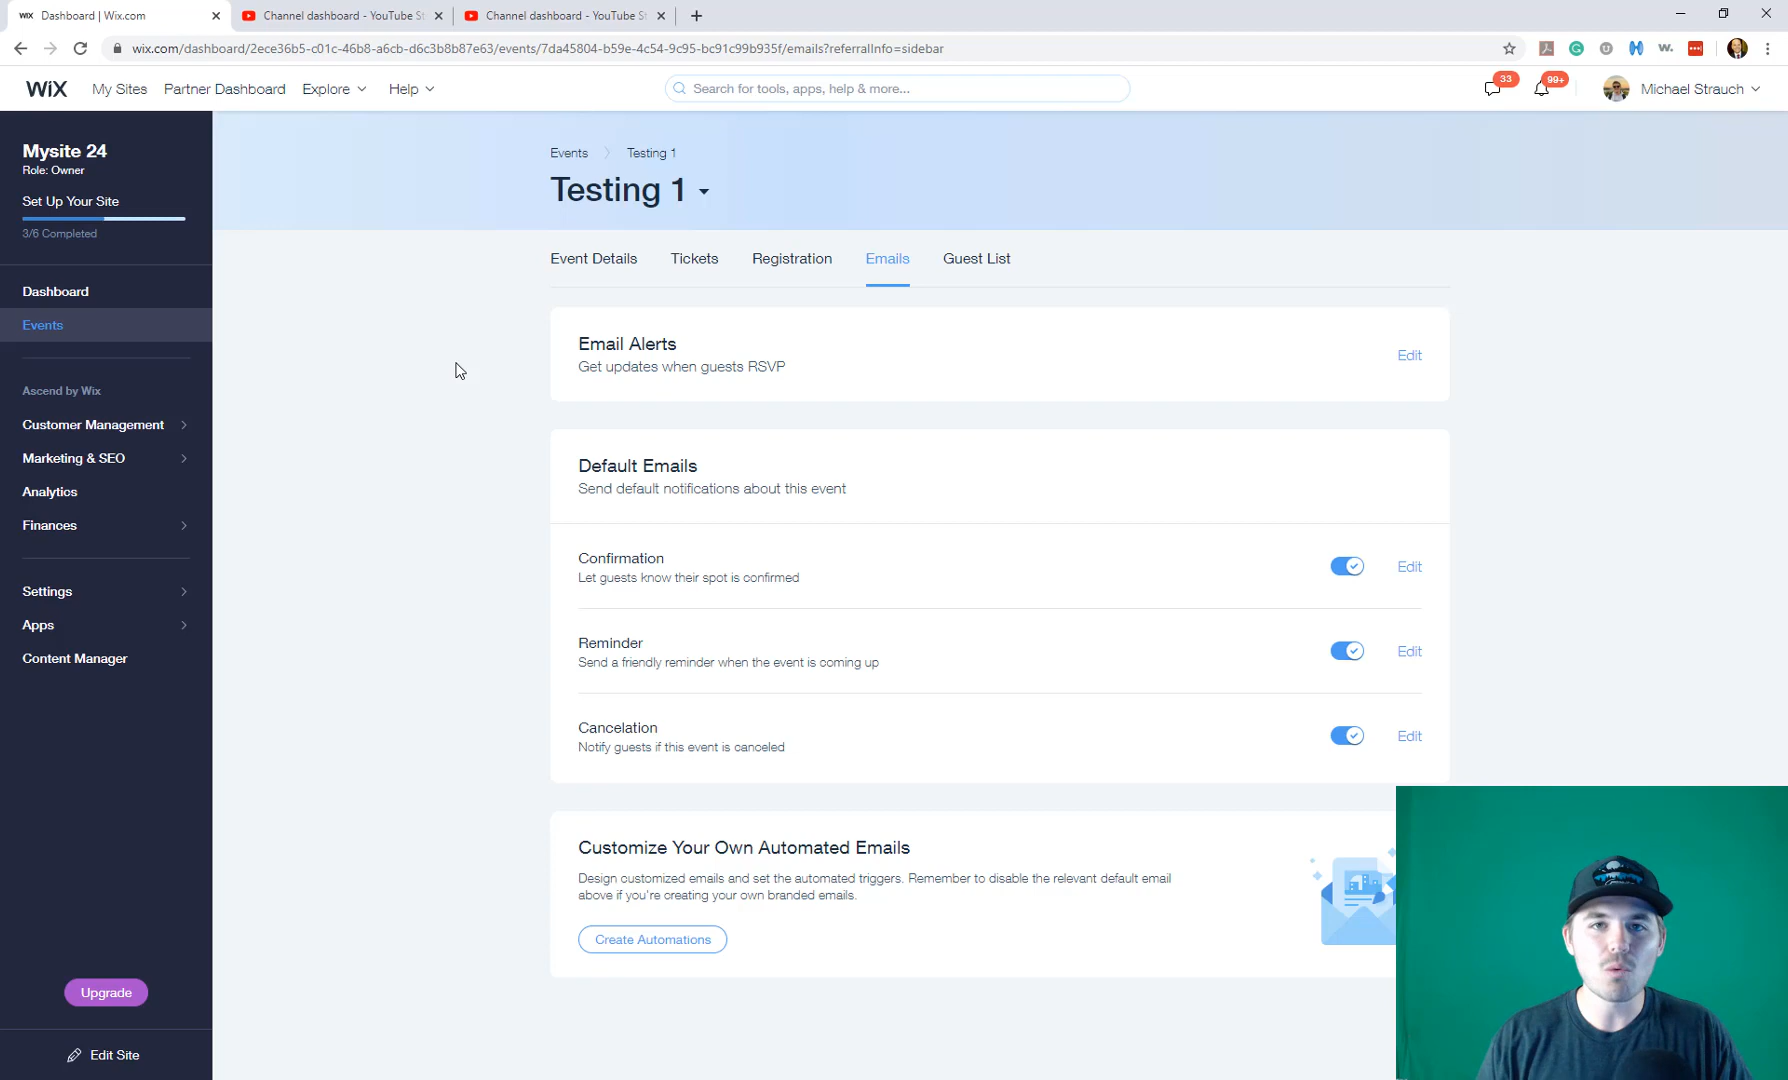 WiX Dashboard | Wix.com
Channel dashboard - YouTube St
Channel dashboard - YouTube St
wix.com/dashboard/2ece36b5-c01c-46b8-a6cb-d6c3b8b87e63/events/7da45804-b59e-4c54-9c95-bc91c99b935f/emails?referralInfo=sidebar
WiX My Sites Partner Dashboard Explore Help Search for tools, apps, help & more... 33 99+ Michael Strauch
Mysite 24
Role: Owner
Set Up Your Site
3/6 Completed
Dashboard
Events
Ascend by Wix
Customer Management
Marketing & SEO
Analytics
Finances
Settings
Apps
Content Manager
Upgrade
Edit Site
Events Testing 1
Testing 1
Event Details Tickets Registration Emails Guest List
Email Alerts
Get updates when guests RSVP
Edit
Default Emails
Send default notifications about this event
Confirmation
Let guests know their spot is confirmed
Edit
Reminder
Send a friendly reminder when the event is coming up
Edit
Cancelation
Notify guests if this event is canceled
Edit
Customize Your Own Automated Emails
Design customized emails and set the automated triggers. Remember to disable the relevant default email
above if you're creating your own branded emails.
Create Automations